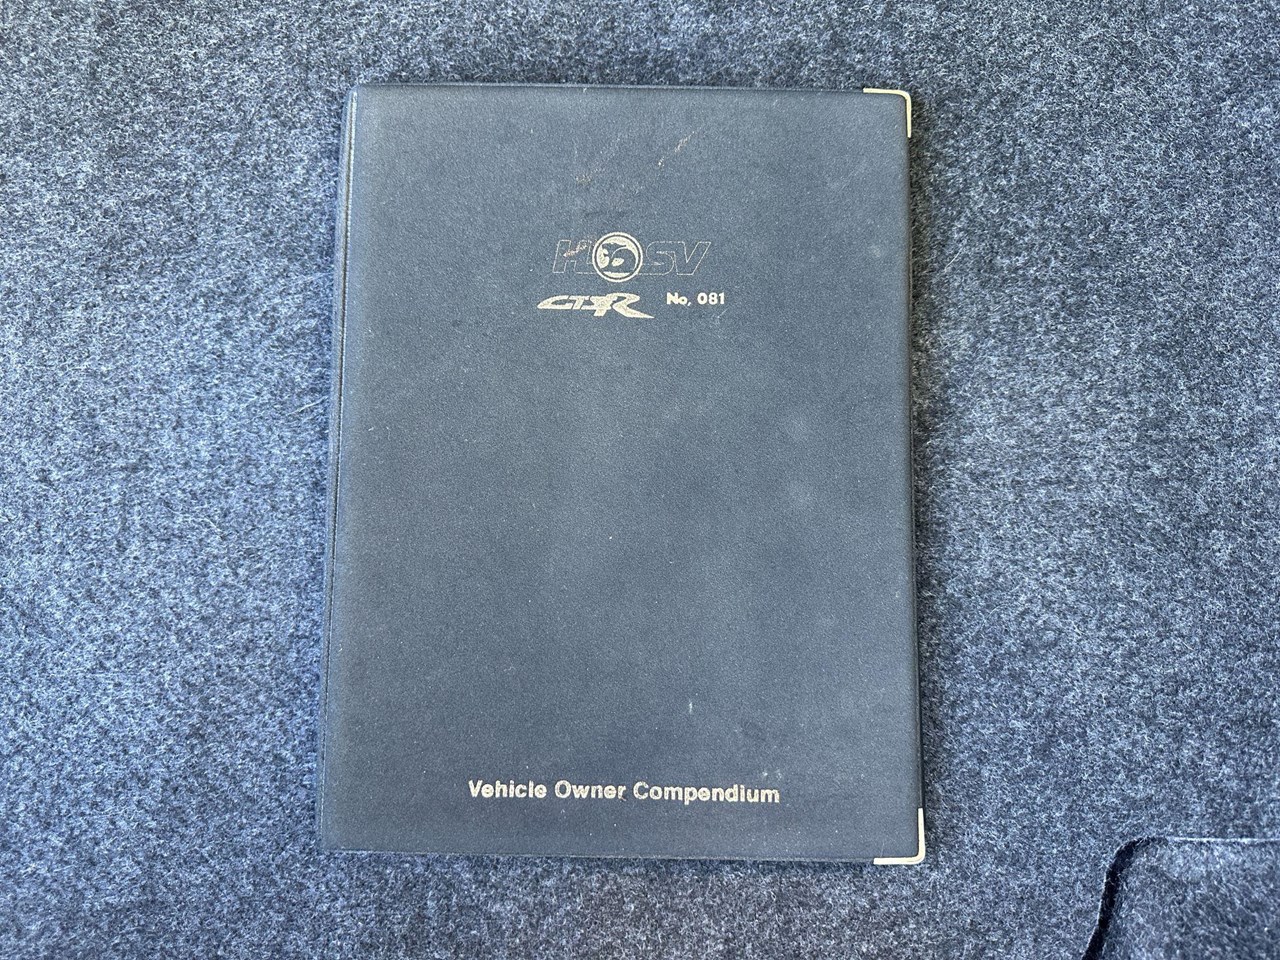 HSV
GTSR No. 081
Vehicle Owner Compendium